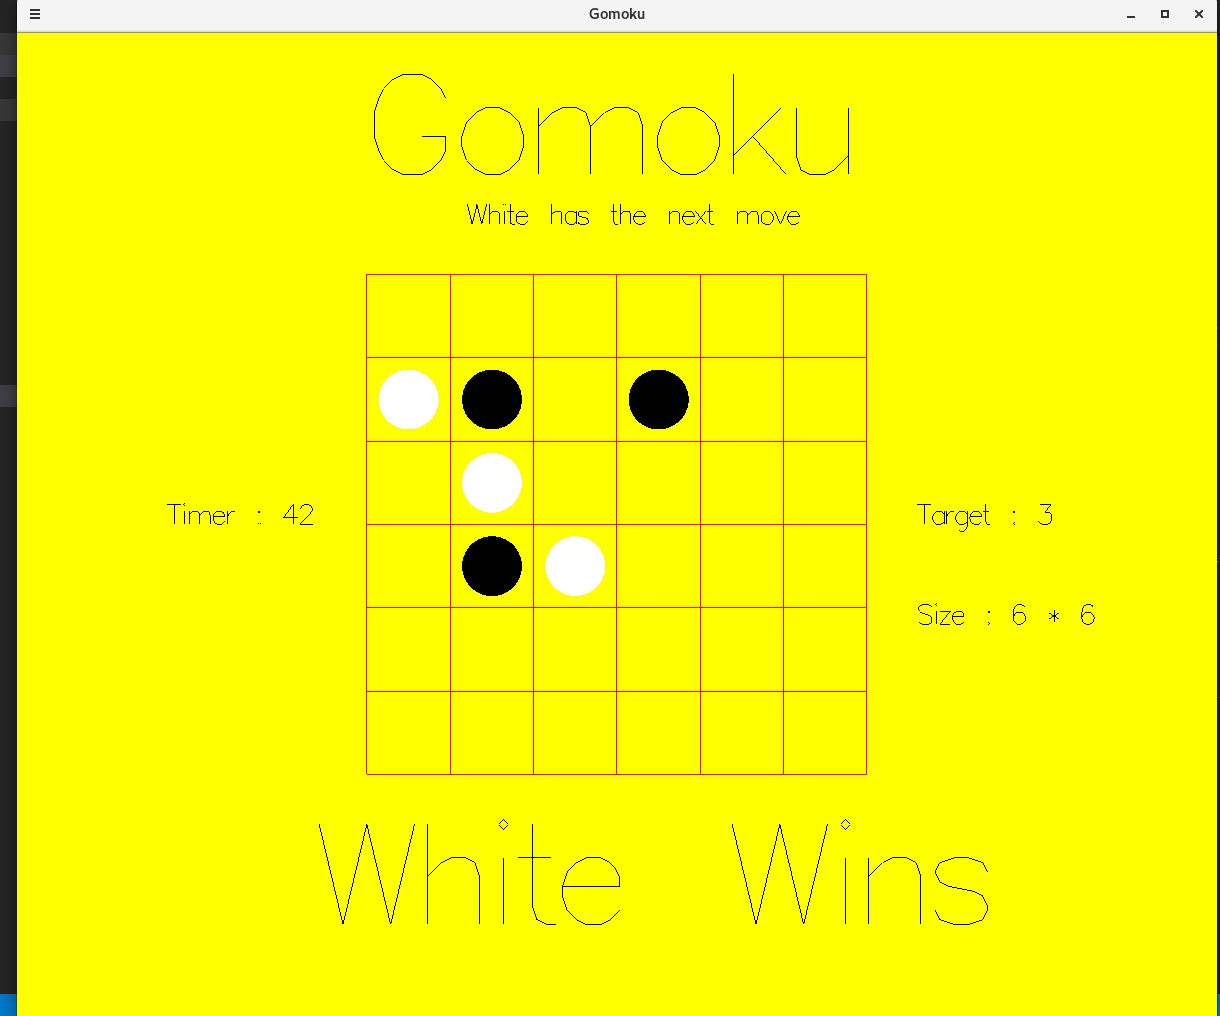 Gomoku
Gomoku
White has the next move
Timer : 42
Target : 3
Size : 6 * 6
White Wins